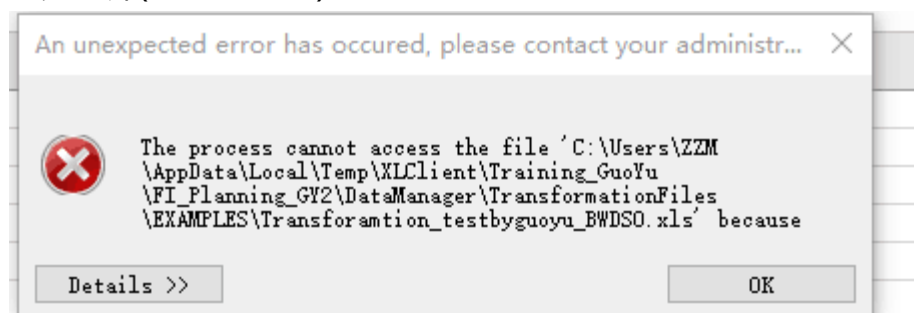 An unexpected error has occured, please contact your administr...
The process cannot access the file 'C:\Users\ZZM
\AppData\Local\Temp\XLClient\Training_GuoYu
\FI_Planning_GY2\DataManager\TransformationFiles
\EXAMPLES\Transforamtion_testbyguoyu_BWDSO.xls' because
Details >>
OK